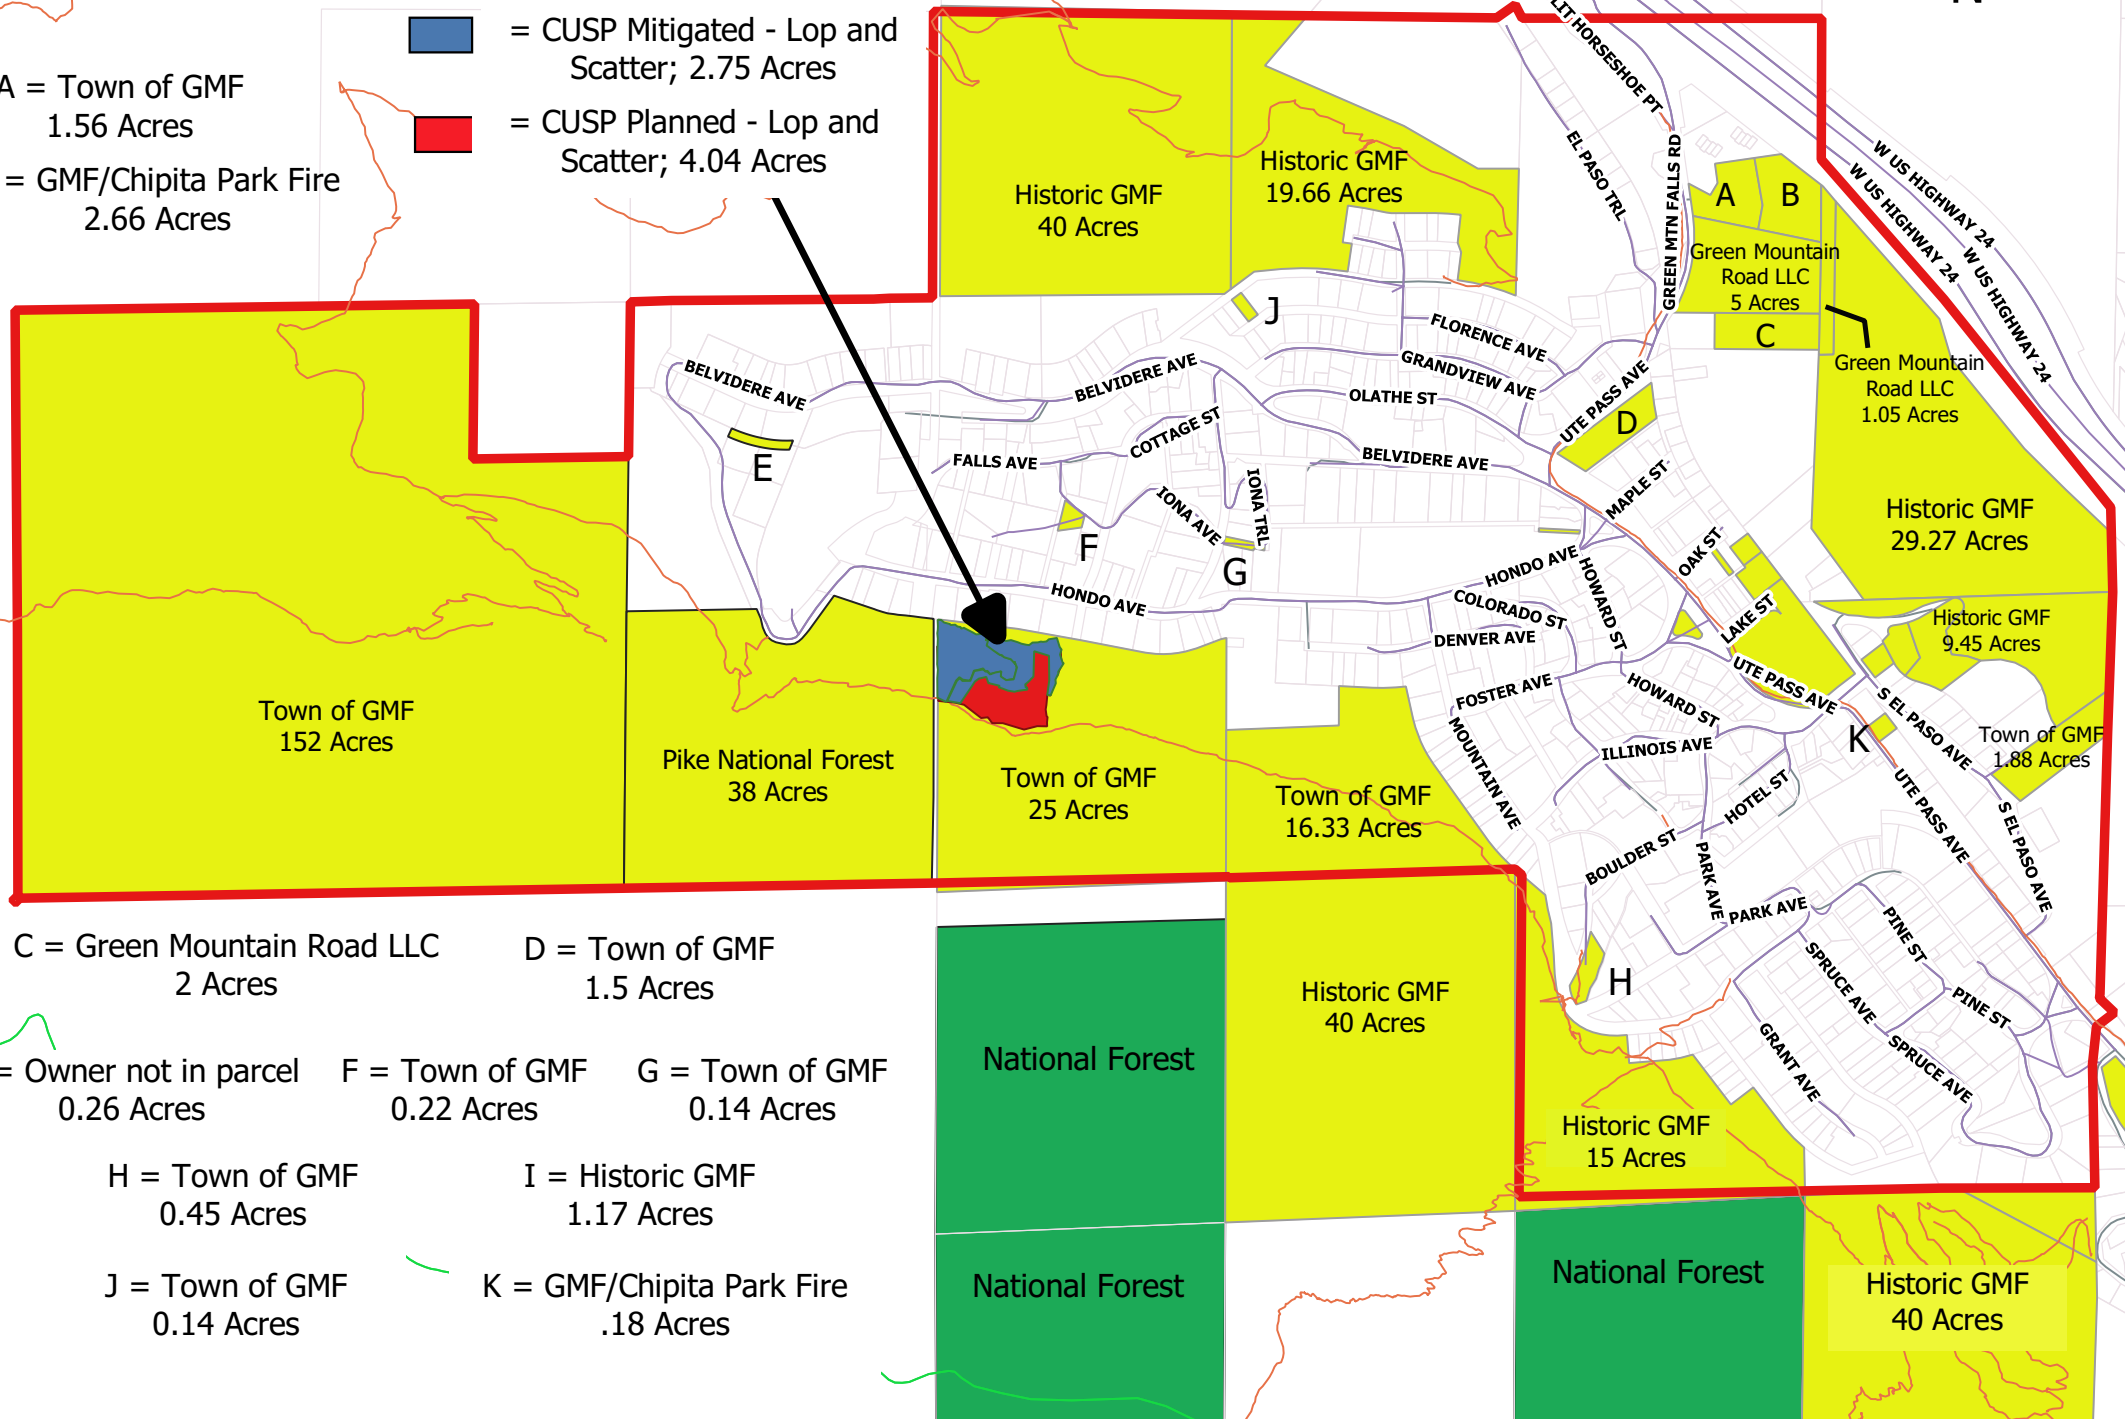 = CUSP Mitigated - Lop and
Scatter; 2.75 Acres
= CUSP Planned - Lop and
Scatter; 4.04 Acres
A = Town of GMF
1.56 Acres
= GMF/Chipita Park Fire
2.66 Acres
Historic GMF
40 Acres
Historic GMF
19.66 Acres
EL PASO TRL
GREEN MTN FALLS RD
W US HIGHWAY 24
W US HIGHWAY 24
W US HIGHWAY 24
A
B
Green Mountain
Road LLC
5 Acres
C
Green Mountain
Road LLC
1.05 Acres
J
FLORENCE AVE
GRANDVIEW AVE
OLATHE ST
UTE PASS AVE
D
BELVIDERE AVE
BELVIDERE AVE
BELVIDERE AVE
E
FALLS AVE
COTTAGE ST
IONA AVE
IONA TRL
F
G
MAPLE ST
OAK ST
LAKE ST
Historic GMF
29.27 Acres
HONDO AVE
HONDO AVE
HOWARD ST
COLORADO ST
DENVER AVE
Historic GMF
9.45 Acres
FOSTER AVE
HOWARD ST
UTE PASS AVE
S EL PASO AVE
K
Town of GMF
1.88 Acres
Town of GMF
152 Acres
Pike National Forest
38 Acres
Town of GMF
25 Acres
Town of GMF
16.33 Acres
MOUNTAIN AVE
ILLINOIS AVE
HOTEL ST
BOULDER ST
PARK AVE
PARK AVE
UTE PASS AVE
S EL PASO AVE
PINE ST
PINE ST
SPRUCE AVE
SPRUCE AVE
GRANT AVE
H
C = Green Mountain Road LLC
2 Acres
D = Town of GMF
1.5 Acres
= Owner not in parcel
0.26 Acres
F = Town of GMF
0.22 Acres
G = Town of GMF
0.14 Acres
H = Town of GMF
0.45 Acres
I = Historic GMF
1.17 Acres
J = Town of GMF
0.14 Acres
K = GMF/Chipita Park Fire
.18 Acres
National Forest
National Forest
National Forest
Historic GMF
40 Acres
Historic GMF
15 Acres
Historic GMF
40 Acres
HORSESHOE PT